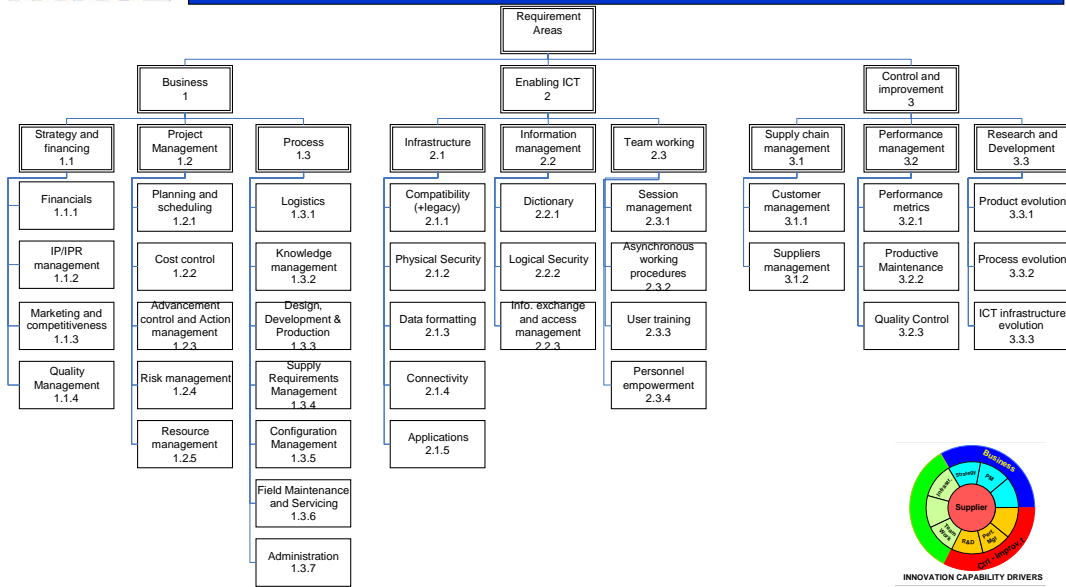 Requirement
Areas
Business
1
Enabling ICT
2
Control and
improvement
3
Strategy and
financing
1.1
Project
Management
1.2
Process
1.3
Infrastructure
2.1
Information
management
2.2
Team working
2.3
Supply chain
management
3.1
Performance
management
3.2
Research and
Development
3.3
Financials
1.1.1
Planning and
scheduling
1.2.1
Logistics
1.3.1
Compatibility
(+legacy)
2.1.1
Dictionary
2.2.1
Session
management
2.3.1
Customer
management
3.1.1
Performance
metrics
3.2.1
Product evolution
3.3.1
IP/IPR
management
1.1.2
Cost control
1.2.2
Knowledge
management
1.3.2
Physical Security
2.1.2
Logical Security
2.2.2
Asynchronous
working
procedures
2.3.2
Suppliers
management
3.1.2
Productive
Maintenance
3.2.2
Process evolution
3.3.2
Marketing and
competitiveness
1.1.3
Advancement
control and Action
management
1.2.3
Design,
Development &
Production
1.3.3
Data formatting
2.1.3
Info. exchange
and access
management
2.2.3
User training
2.3.3
Quality Control
3.2.3
ICT infrastructure
evolution
3.3.3
Quality
Management
1.1.4
Risk management
1.2.4
Supply
Requirements
Management
1.3.4
Connectivity
2.1.4
Personnel
empowerment
2.3.4
Resource
management
1.2.5
Configuration
Management
1.3.5
Applications
2.1.5
Field Maintenance
and Servicing
1.3.6
Administration
1.3.7
Business
Strategy
PM
Infrastr.
Supplier
Team
Work
R&D
Perf.
Mgt
INNOVATION CAPABILITY DRIVERS